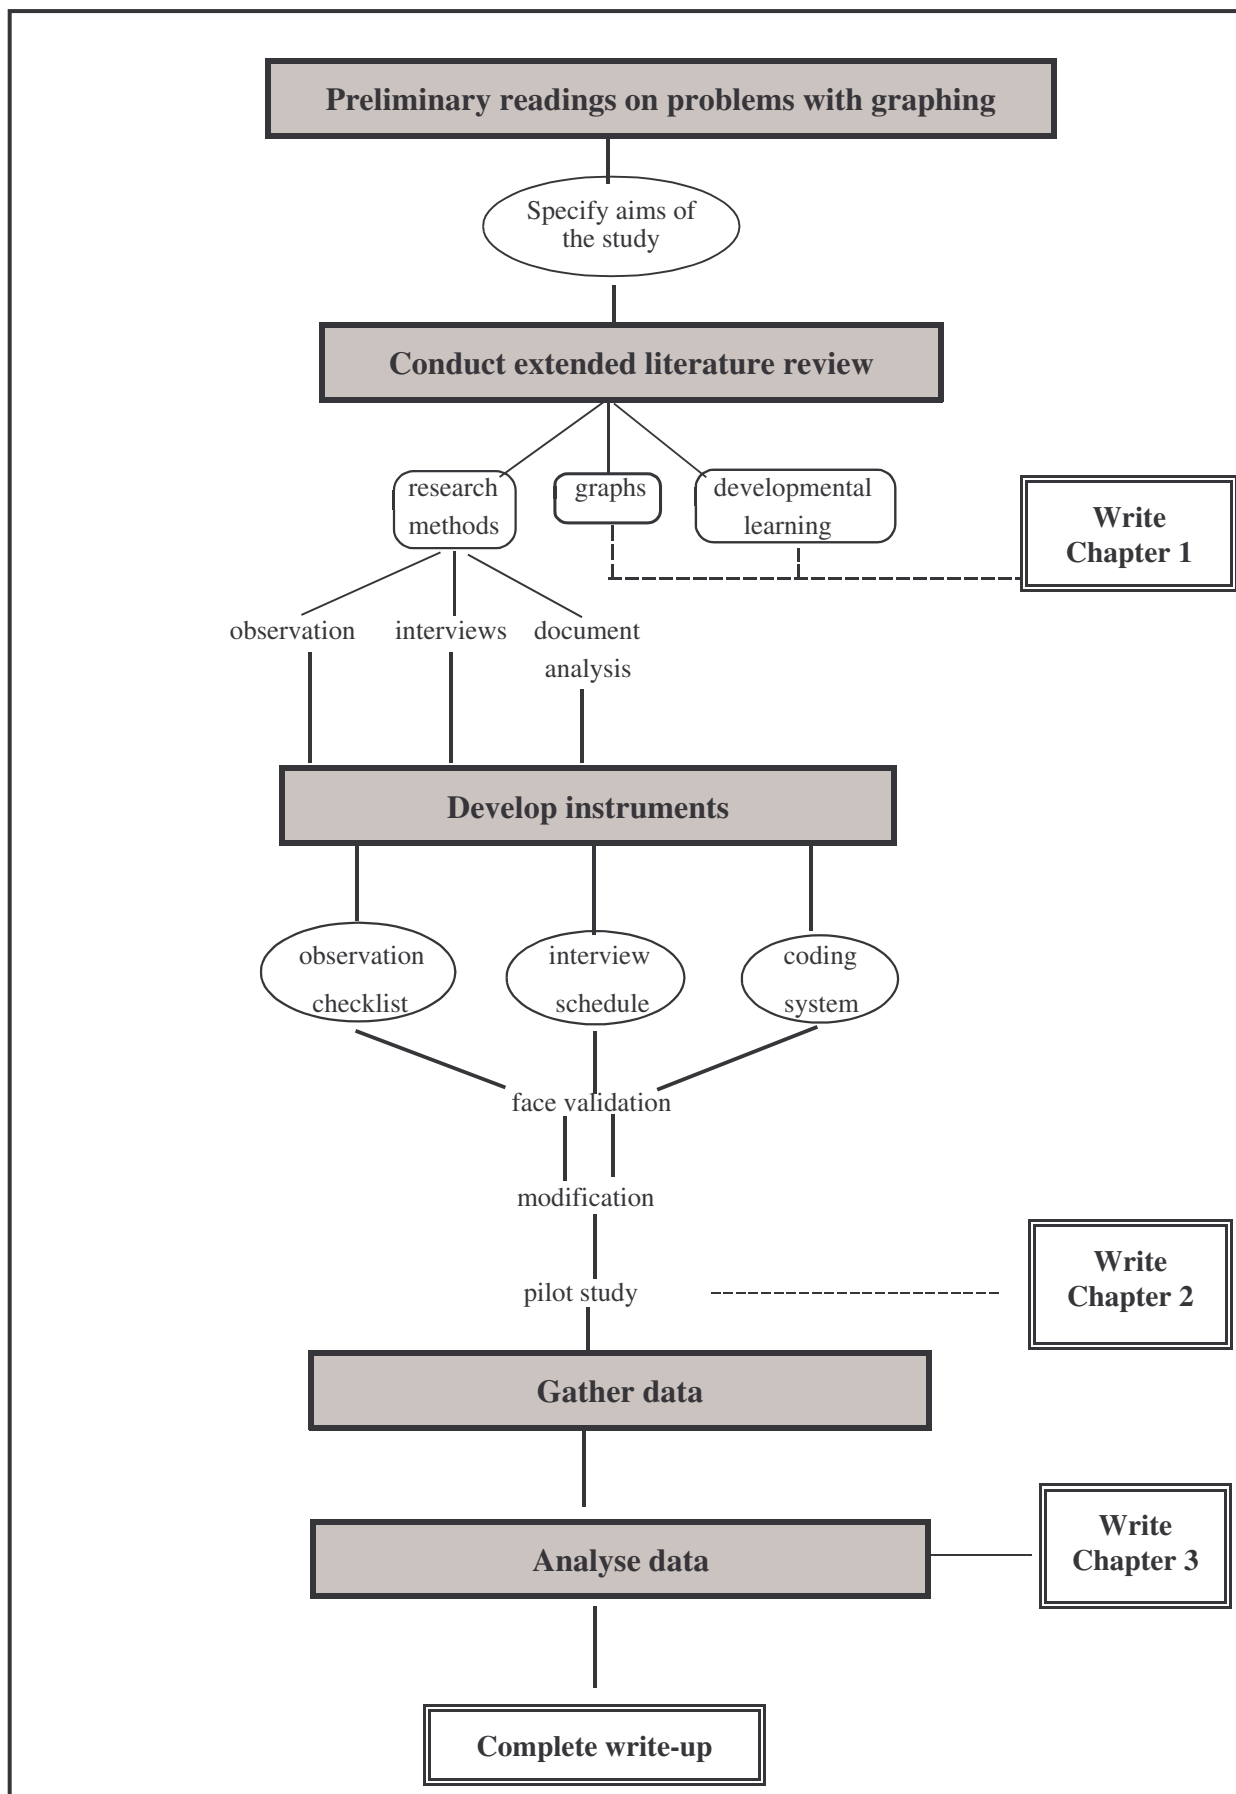 Preliminary readings on problems with graphing
Specify aims of
the study
Conduct extended literature review
research
methods
graphs
developmental
learning
Write
Chapter 1
observation
interviews
document
analysis
Develop instruments
observation
checklist
interview
schedule
coding
system
face validation
modification
pilot study
Write
Chapter 2
Gather data
Analyse data
Write
Chapter 3
Complete write-up